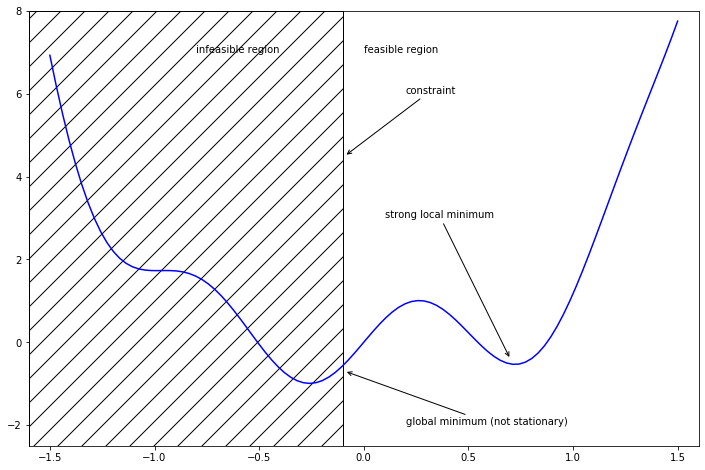 8
infeasible region
feasible region
constraint
6
4
strong local minimum
2
0
global minimum (not stationary)
−2
−1.5
−1.0
−0.5
0.0
0.5
1.0
1.5